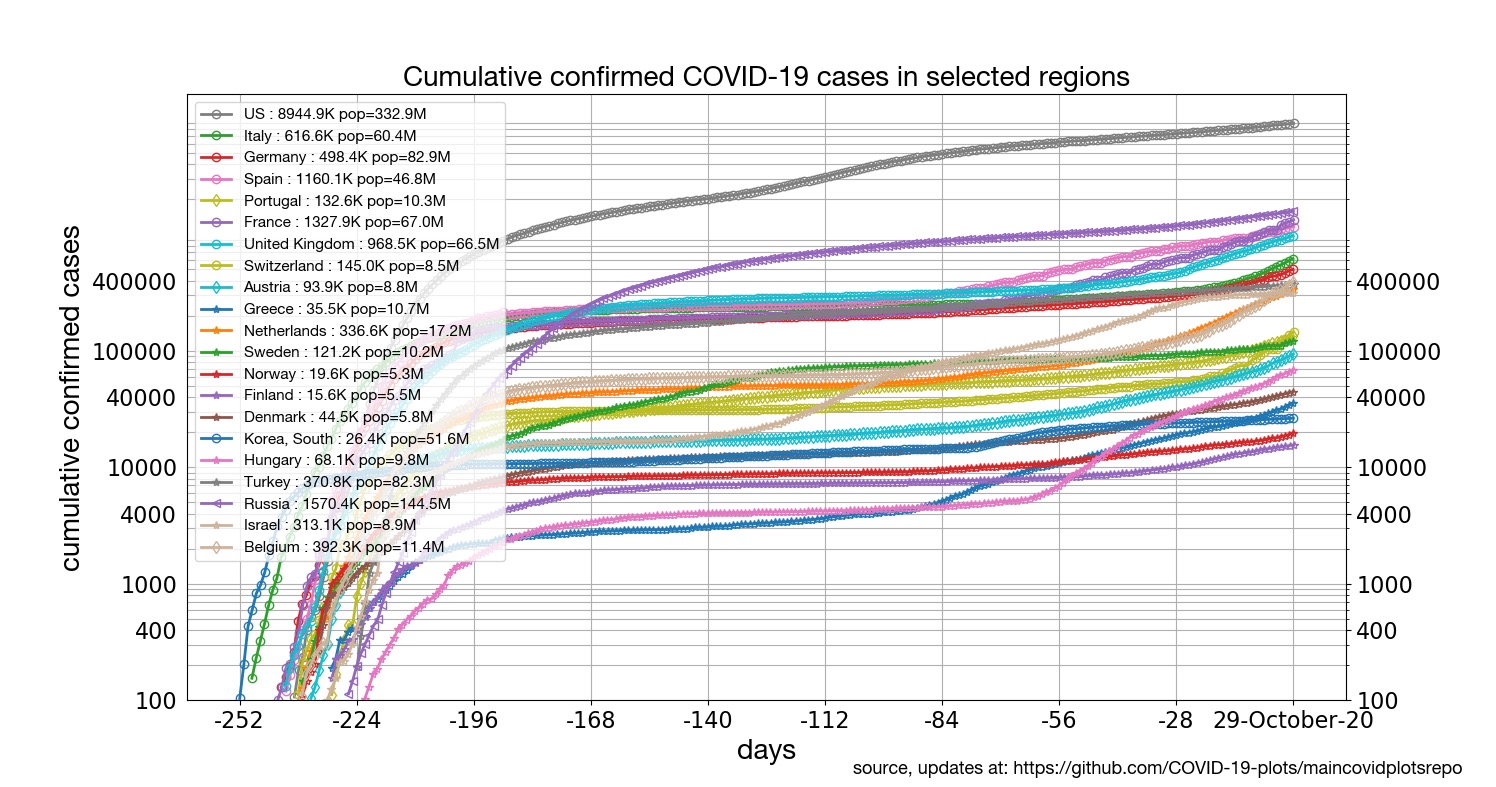 Cumulative confirmed COVID-19 cases in selected regions
US : 8944.9K pop=332.9M
Italy : 616.6K pop=60.4M
Germany : 498.4K pop=82.9M
Spain : 1160.1K pop=46.8M
Portugal : 132.6K pop=10.3M
France : 1327.9K pop=67.0M
United Kingdom : 968.5K pop=66.5M
Switzerland : 145.0K pop=8.5M
Austria : 93.9K pop=8.8M
Greece : 35.5K pop=10.7M
Netherlands : 336.6K pop=17.2M
Sweden : 121.2K pop=10.2M
Norway : 19.6K pop=5.3M
Finland : 15.6K pop=5.5M
Denmark : 44.5K pop=5.8M
Korea, South : 26.4K pop=51.6M
Hungary : 68.1K pop=9.8M
Turkey : 370.8K pop=82.3M
Russia : 1570.4K pop=144.5M
Israel : 313.1K pop=8.9M
Belgium : 392.3K pop=11.4M
cumulative confirmed cases
400000
100000
40000
10000
4000
1000
400
100
400000
100000
40000
10000
4000
1000
400
100
-252 -224 -196 -168 -140 -112 -84 -56 -28 29-October-20
days
source, updates at: https://github.com/COVID-19-plots/maincovidplotsrepo